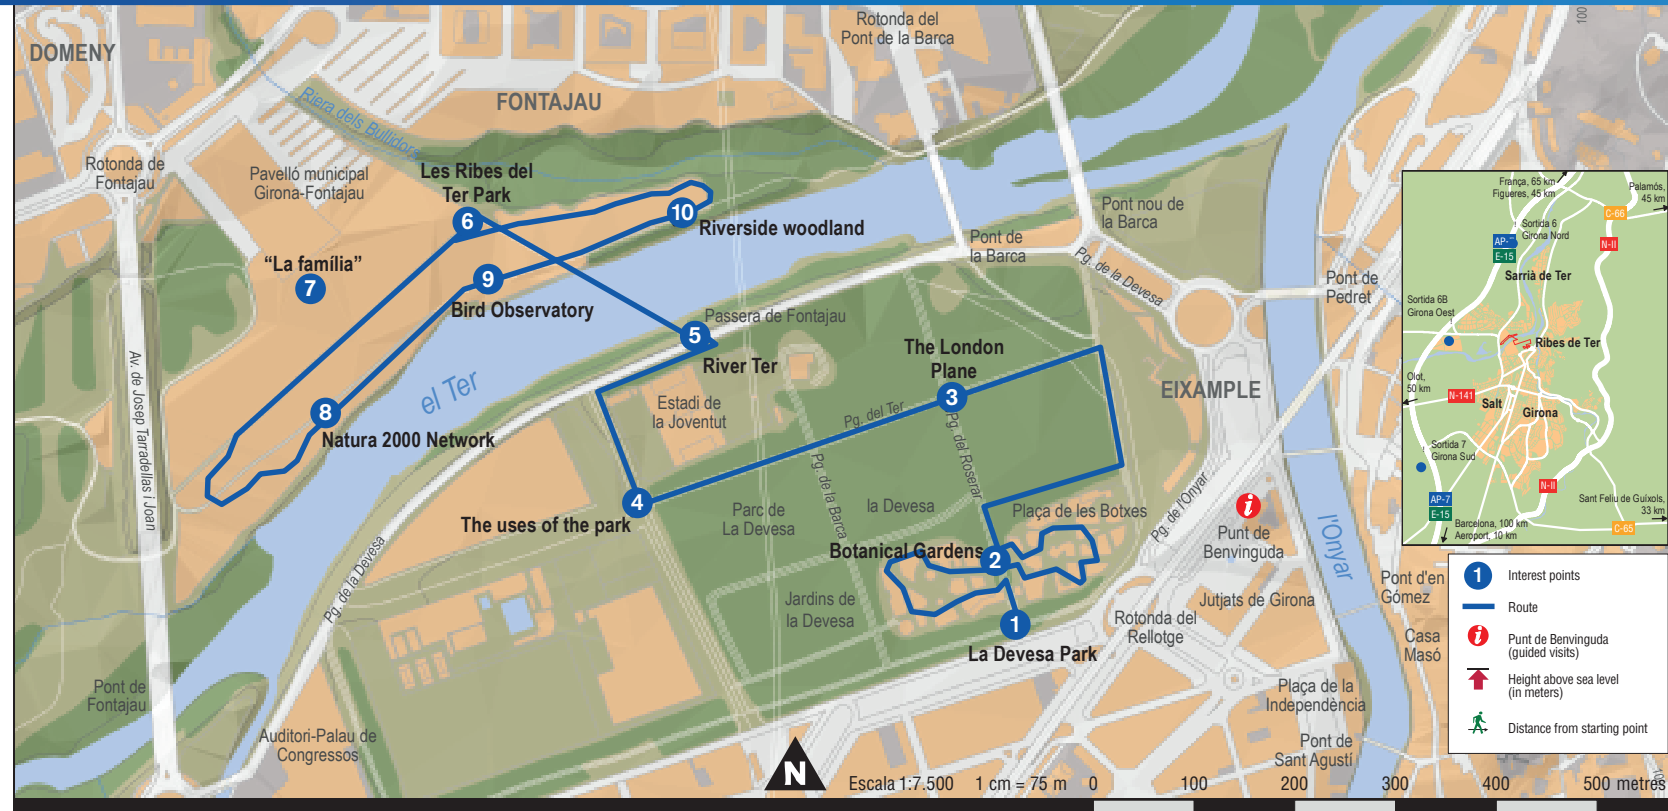 DOMENY
Rotonda del
Pont de la Barca
100
FONTAJAU
Riera dels Bullidors
Rotonda de
Fontajau
Pavelló municipal
Girona-Fontajau
Les Ribes del
Ter Park
6
10
Riverside woodland
Pont nou de
la Barca
Pont de
la Barca
Pg. de la Devesa
Pont de
Pedret
“La família”
7
9
Bird Observatory
5
Passera de Fontajau
River Ter
The London
Plane
3
EIXAMPLE
el Ter
Av. de Josep Tarradellas i Joan
8
Natura 2000 Network
Estadi de
la Joventut
Pg. del Ter
Pg. del Roserar
Pg. de la Barca
4
The uses of the park
Parc de
La Devesa
la Devesa
Plaça de les Botxes
Pg. de l'Onyar
Punt de
Benvinguda
l'Onyar
Botanical Gardens
2
Pg. de la Devesa
Jardins de
la Devesa
1
La Devesa Park
Rotonda del
Rellotge
Jutjats de Girona
Pont d'en
Gómez
Casa
Masó
Pont de
Fontajau
Auditori-Palau de
Congressos
Plaça de la
Independència
Pont de
Sant Agustí
N
Escala 1:7.500 1 cm = 75 m 0 100 200 300 400 500 metres
França, 65 km
Figueres, 45 km
Palamós,
45 km
C-66
Sortida 6
Girona Nord
AP-7
E-15
N-II
Sarrià de Ter
Sortida 6B
Girona Oest
Ribes de Ter
Olot,
50 km
N-141
Salt
Girona
Sortida 7
Girona Sud
N-II
AP-7
E-15
Sant Feliu de Guíxols,
33 km
C-65
Barcelona, 100 km
Aeroport, 10 km
1 Interest points
Route
i Punt de Benvinguda
(guided visits)
Height above sea level
(in meters)
Distance from starting point